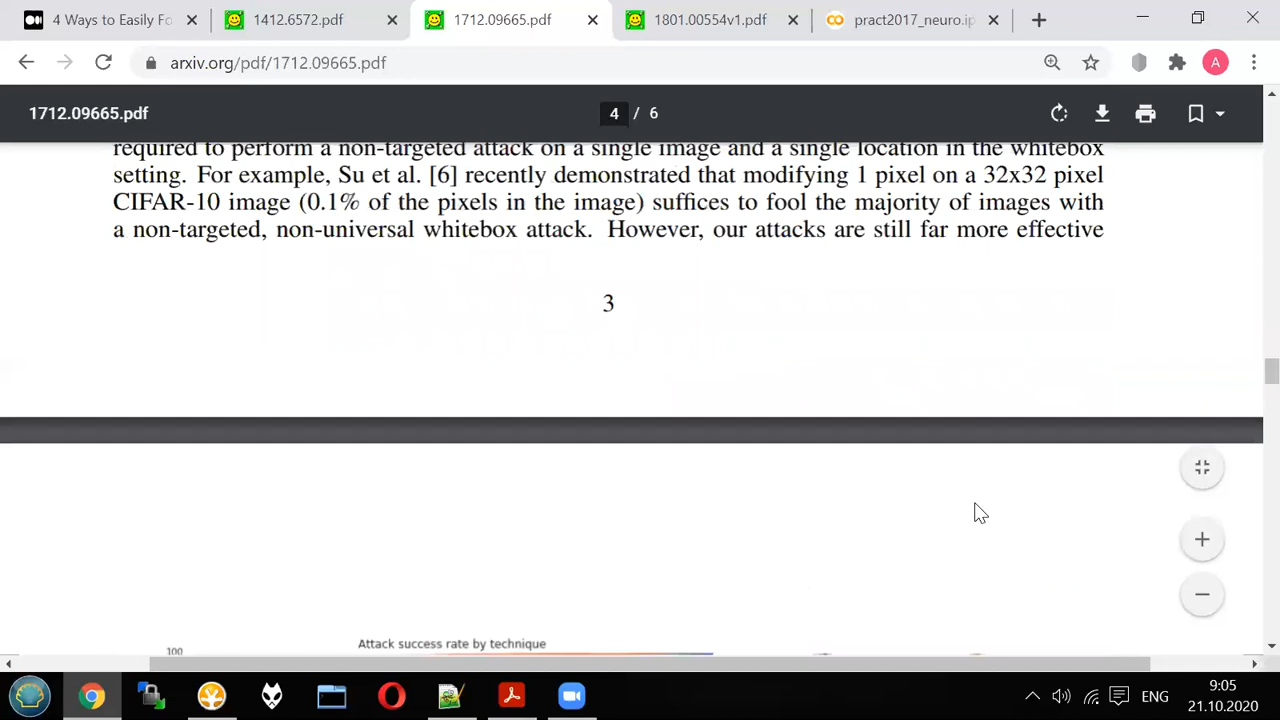 4 Ways to Easily Fo
1412.6572.pdf
1712.09665.pdf
1801.00554v1.pdf
pract2017_neuro.ip
arxiv.org/pdf/1712.09665.pdf
A
1712.09665.pdf
4 / 6
required to perform a non-targeted attack on a single image and a single location in the whitebox
setting. For example, Su et al. [6] recently demonstrated that modifying 1 pixel on a 32x32 pixel
CIFAR-10 image (0.1% of the pixels in the image) suffices to fool the majority of images with
a non-targeted, non-universal whitebox attack. However, our attacks are still far more effective
3
Attack success rate by technique
100
ENG
9:05
21.10.2020